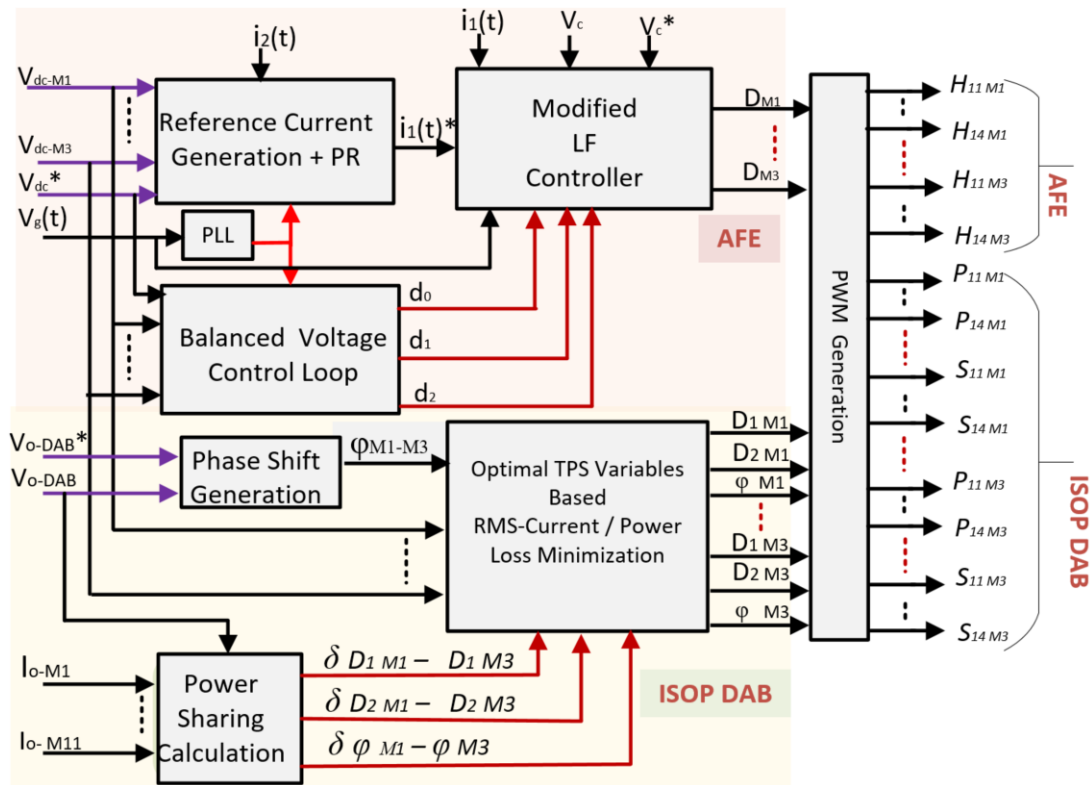 i2(t)
i1(t)
Vc
Vc*
Vdc-M1
Vdc-M3
Vdc*
Vg(t)
Reference Current
Generation + PR
i1(t)*
Modified
LF
Controller
DM1
DM3
PLL
AFE
Balanced Voltage
Control Loop
d0
d1
d2
PWM Generation
H11 M1
H14 M1
H11 M3
H14 M3
AFE
P11 M1
P14 M1
S11 M1
S14 M1
P11 M3
P14 M3
S11 M3
S14 M3
ISOP DAB
Vo-DAB*
Vo-DAB
Phase Shift
Generation
φM1-M3
Optimal TPS Variables
Based
RMS-Current / Power
Loss Minimization
D1 M1
D2 M1
φ M1
D1 M3
D2 M3
φ M3
Io-M1
Io- M11
Power
Sharing
Calculation
δ D1 M1 – D1 M3
δ D2 M1 – D2 M3
δ φ M1 – φ M3
ISOP DAB